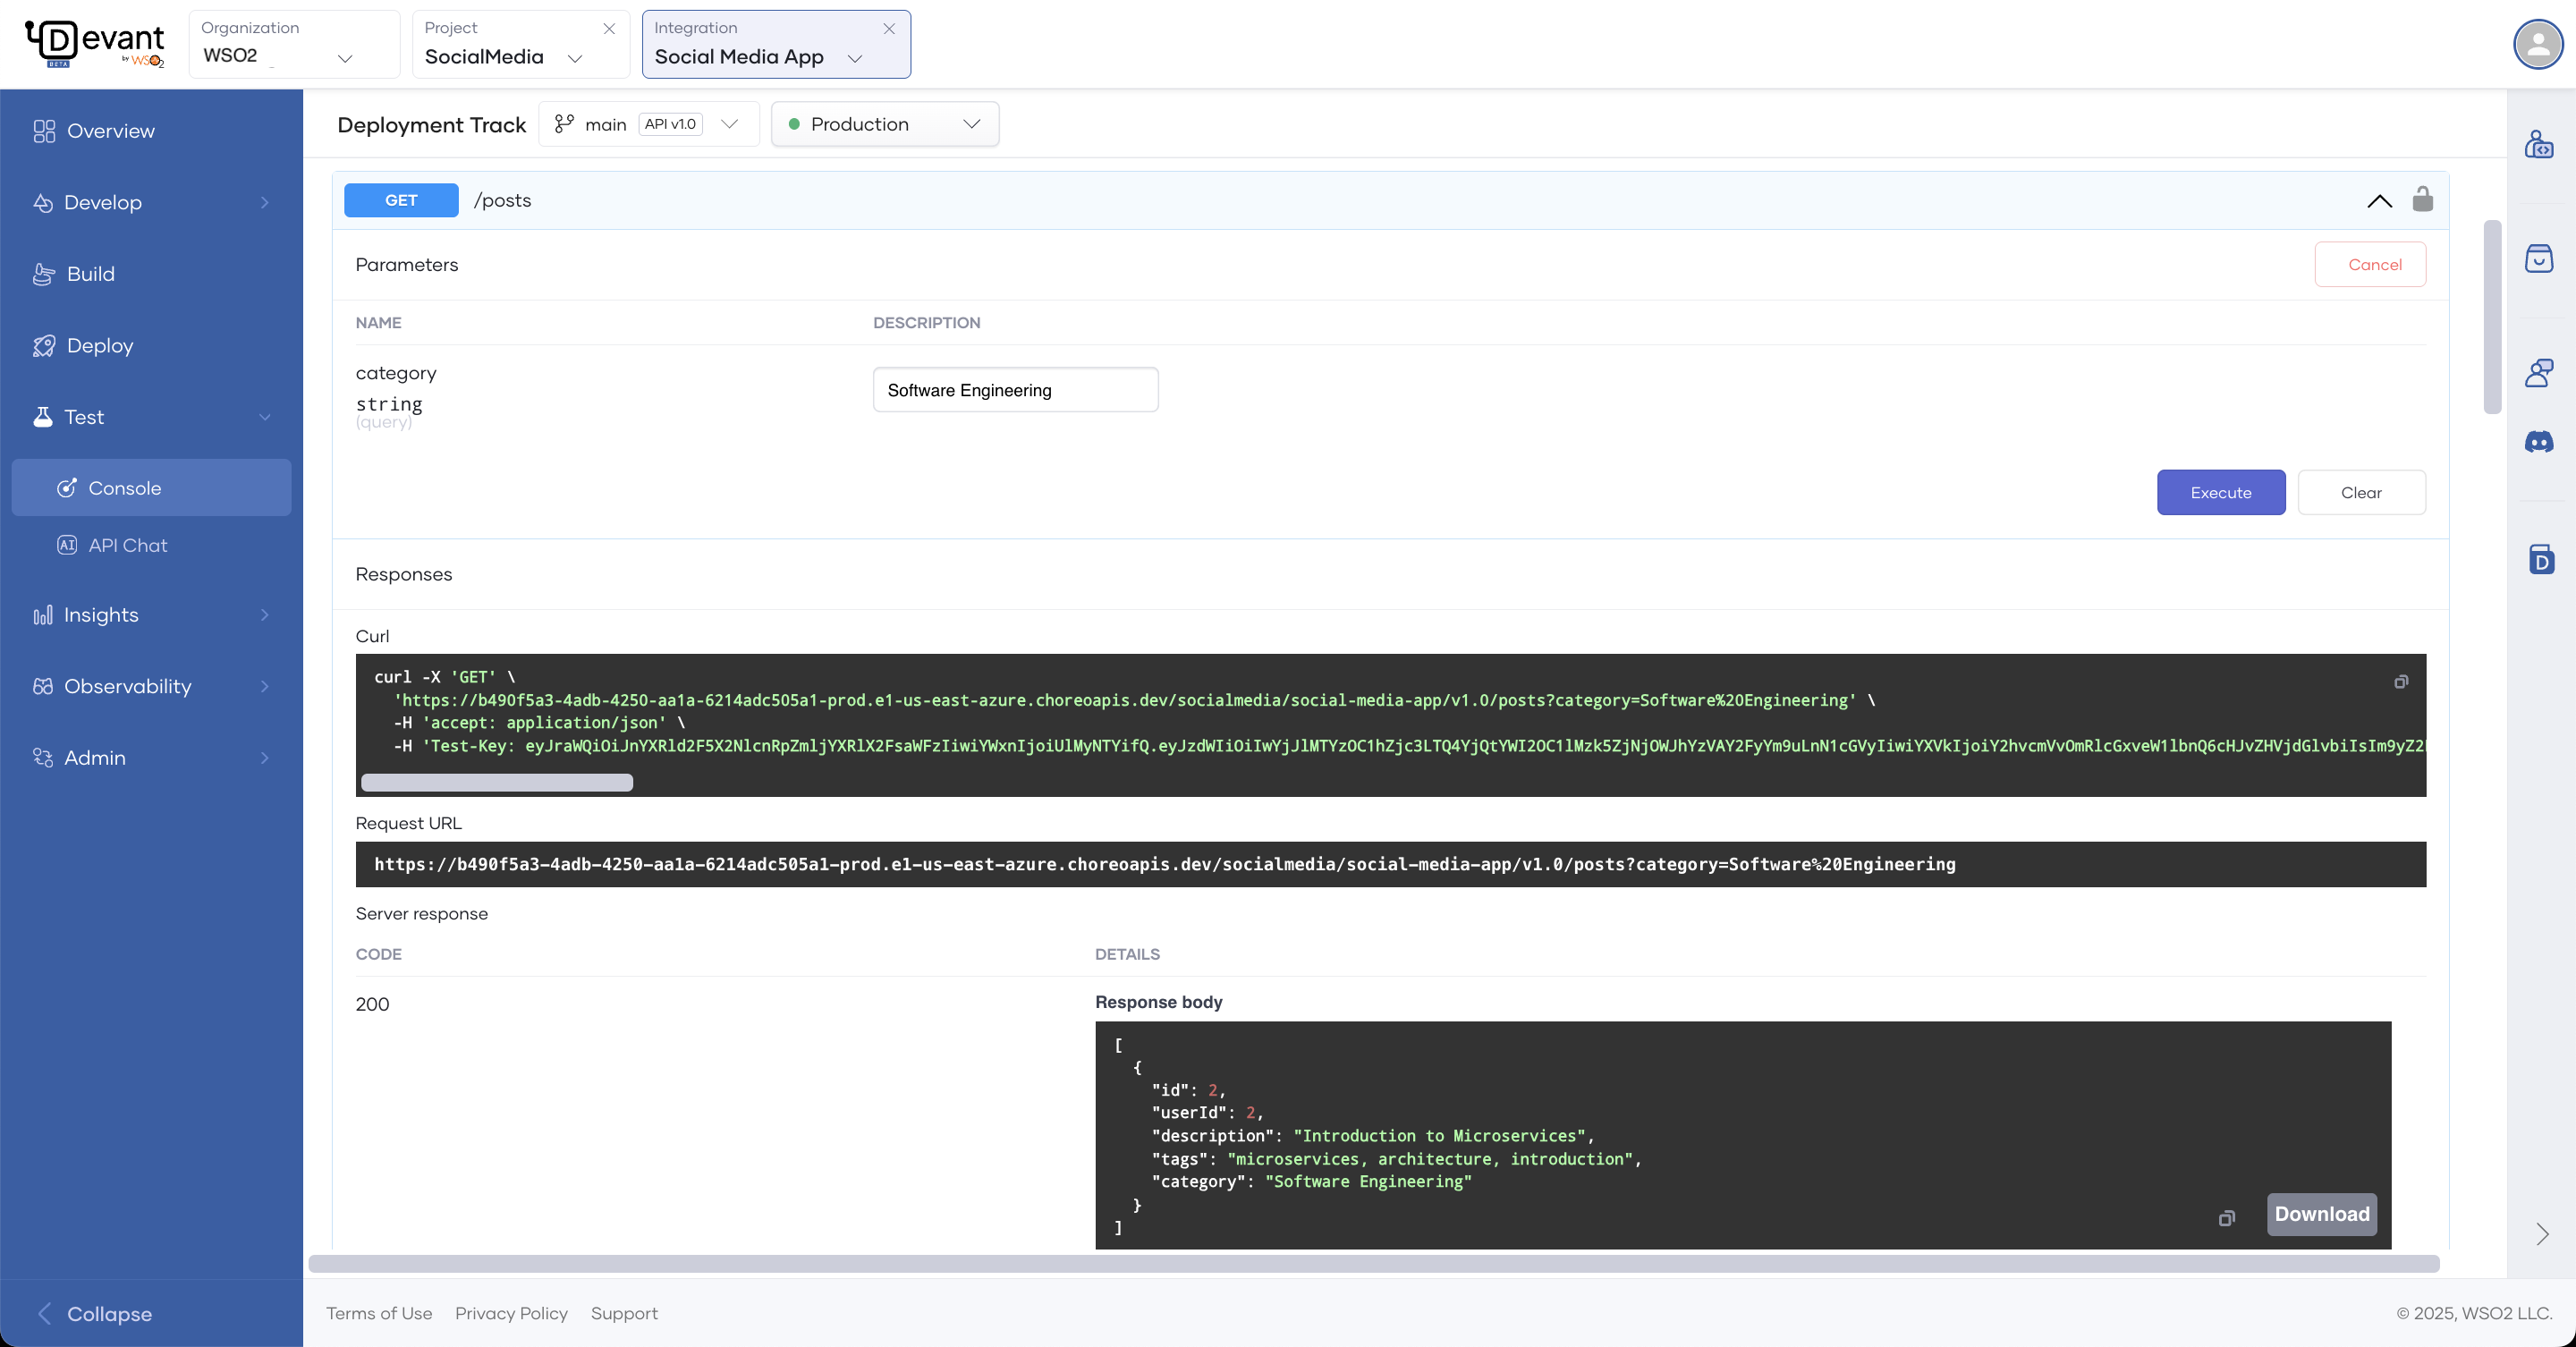 Devant
BETA
by WSO2
Organization
WSO2
Project
SocialMedia
Integration
Social Media App
Overview
Develop
Build
Deploy
Test
Console
AI API Chat
Insights
Observability
Admin
Collapse
Deployment Track
main API v1.0
Production
GET /posts
Parameters
Cancel
NAME DESCRIPTION
category
string
(query)
Software Engineering
Execute Clear
Responses
Curl
curl -X 'GET' \
'https://b490f5a3-4adb-4250-aa1a-6214adc505a1-prod.e1-us-east-azure.choreoapis.dev/socialmedia/social-media-app/v1.0/posts?category=Software%20Engineering' \
-H 'accept: application/json' \
-H 'Test-Key:
Request URL
https://b490f5a3-4adb-4250-aa1a-6214adc505a1-prod.e1-us-east-azure.choreoapis.dev/socialmedia/social-media-app/v1.0/posts?category=Software%20Engineering
Server response
CODE DETAILS
200
Response body
[
{
"id": 2,
"userId": 2,
"description": "Introduction to Microservices",
"tags": "microservices, architecture, introduction",
"category": "Software Engineering"
}
]
Download
D
Terms of Use Privacy Policy Support
© 2025, WSO2 LLC.